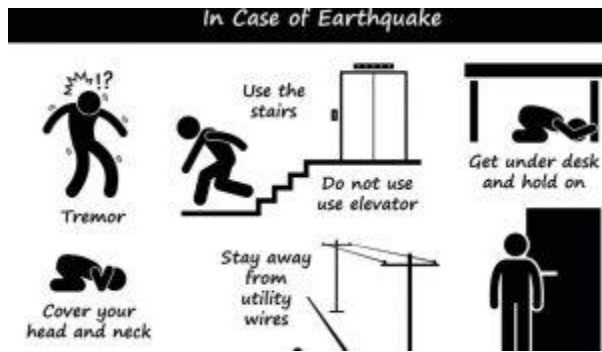 In Case of Earthquake
MMM!!?
Tremor
Use the
stairs
Do not use
use elevator
Get under desk
and hold on
Cover your
head and neck
Stay away
from
utility
wires